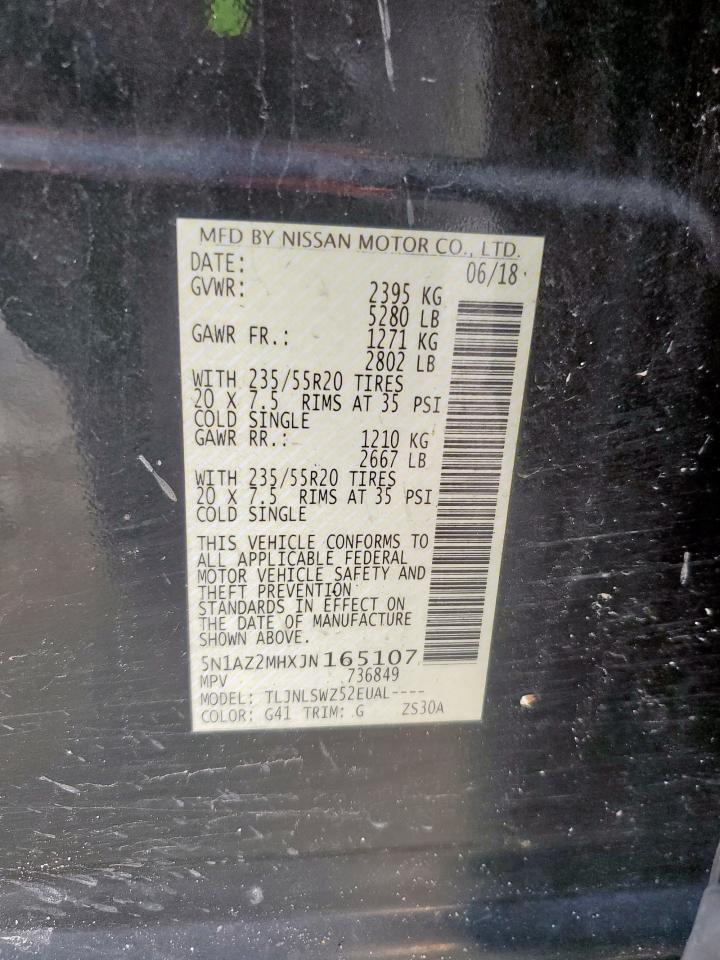 MFD BY NISSAN MOTOR CO., LTD.
DATE: 06/18
GVWR: 2395 KG
5280 LB
GAWR FR.: 1271 KG
2802 LB
WITH 235/55R20 TIRES
20 X 7.5 RIMS AT 35 PSI
COLD SINGLE
GAWR RR.: 1210 KG
2667 LB
WITH 235/55R20 TIRES
20 X 7.5 RIMS AT 35 PSI
COLD SINGLE
THIS VEHICLE CONFORMS TO
ALL APPLICABLE FEDERAL
MOTOR VEHICLE SAFETY AND
THEFT PREVENTION
STANDARDS IN EFFECT ON
THE DATE OF MANUFACTURE
SHOWN ABOVE.
5N1AZ2MHXJN165107
MPV 736849
MODEL: TLJNLSWZ52EUAL----
COLOR: G41 TRIM: G ZS30A